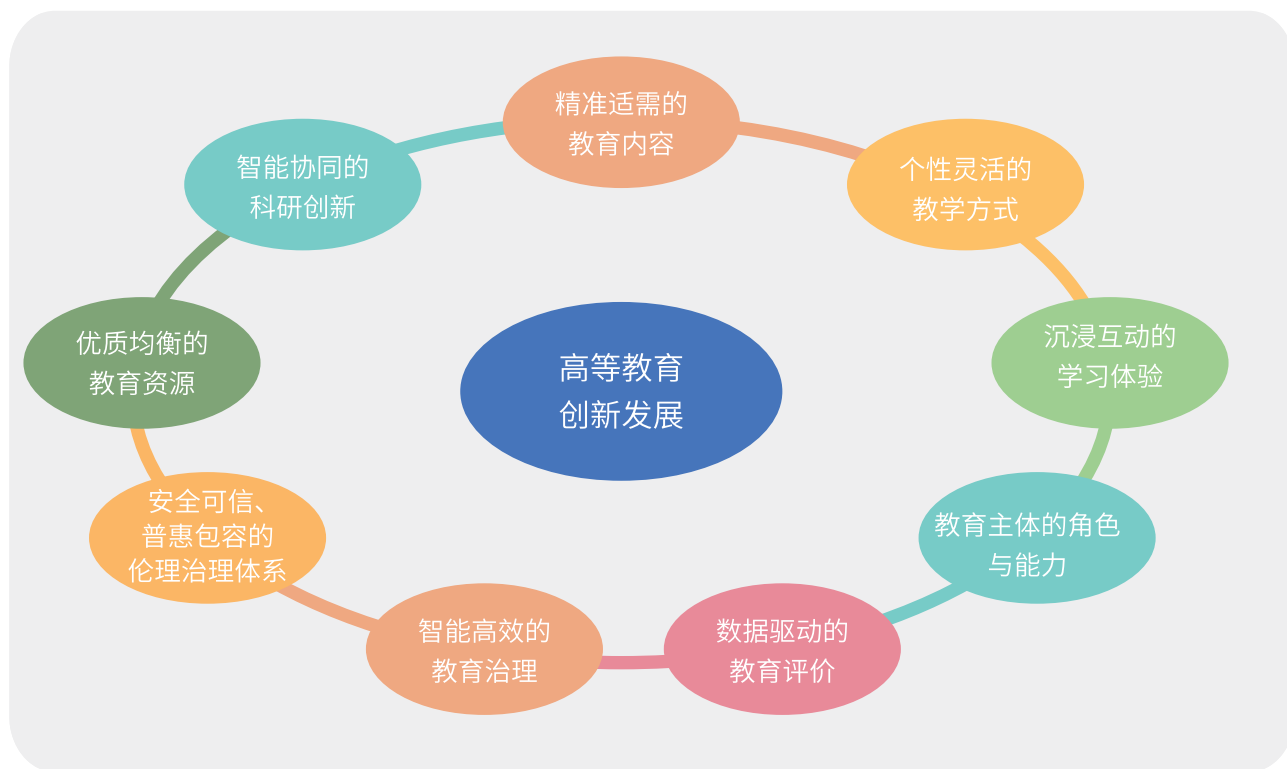 精准适需的
教育内容
个性灵活的
教学方式
沉浸互动的
学习体验
教育主体的角色
与能力
数据驱动的
教育评价
智能高效的
教育治理
安全可信、
普惠包容的
伦理治理体系
优质均衡的
教育资源
智能协同的
科研创新
高等教育
创新发展